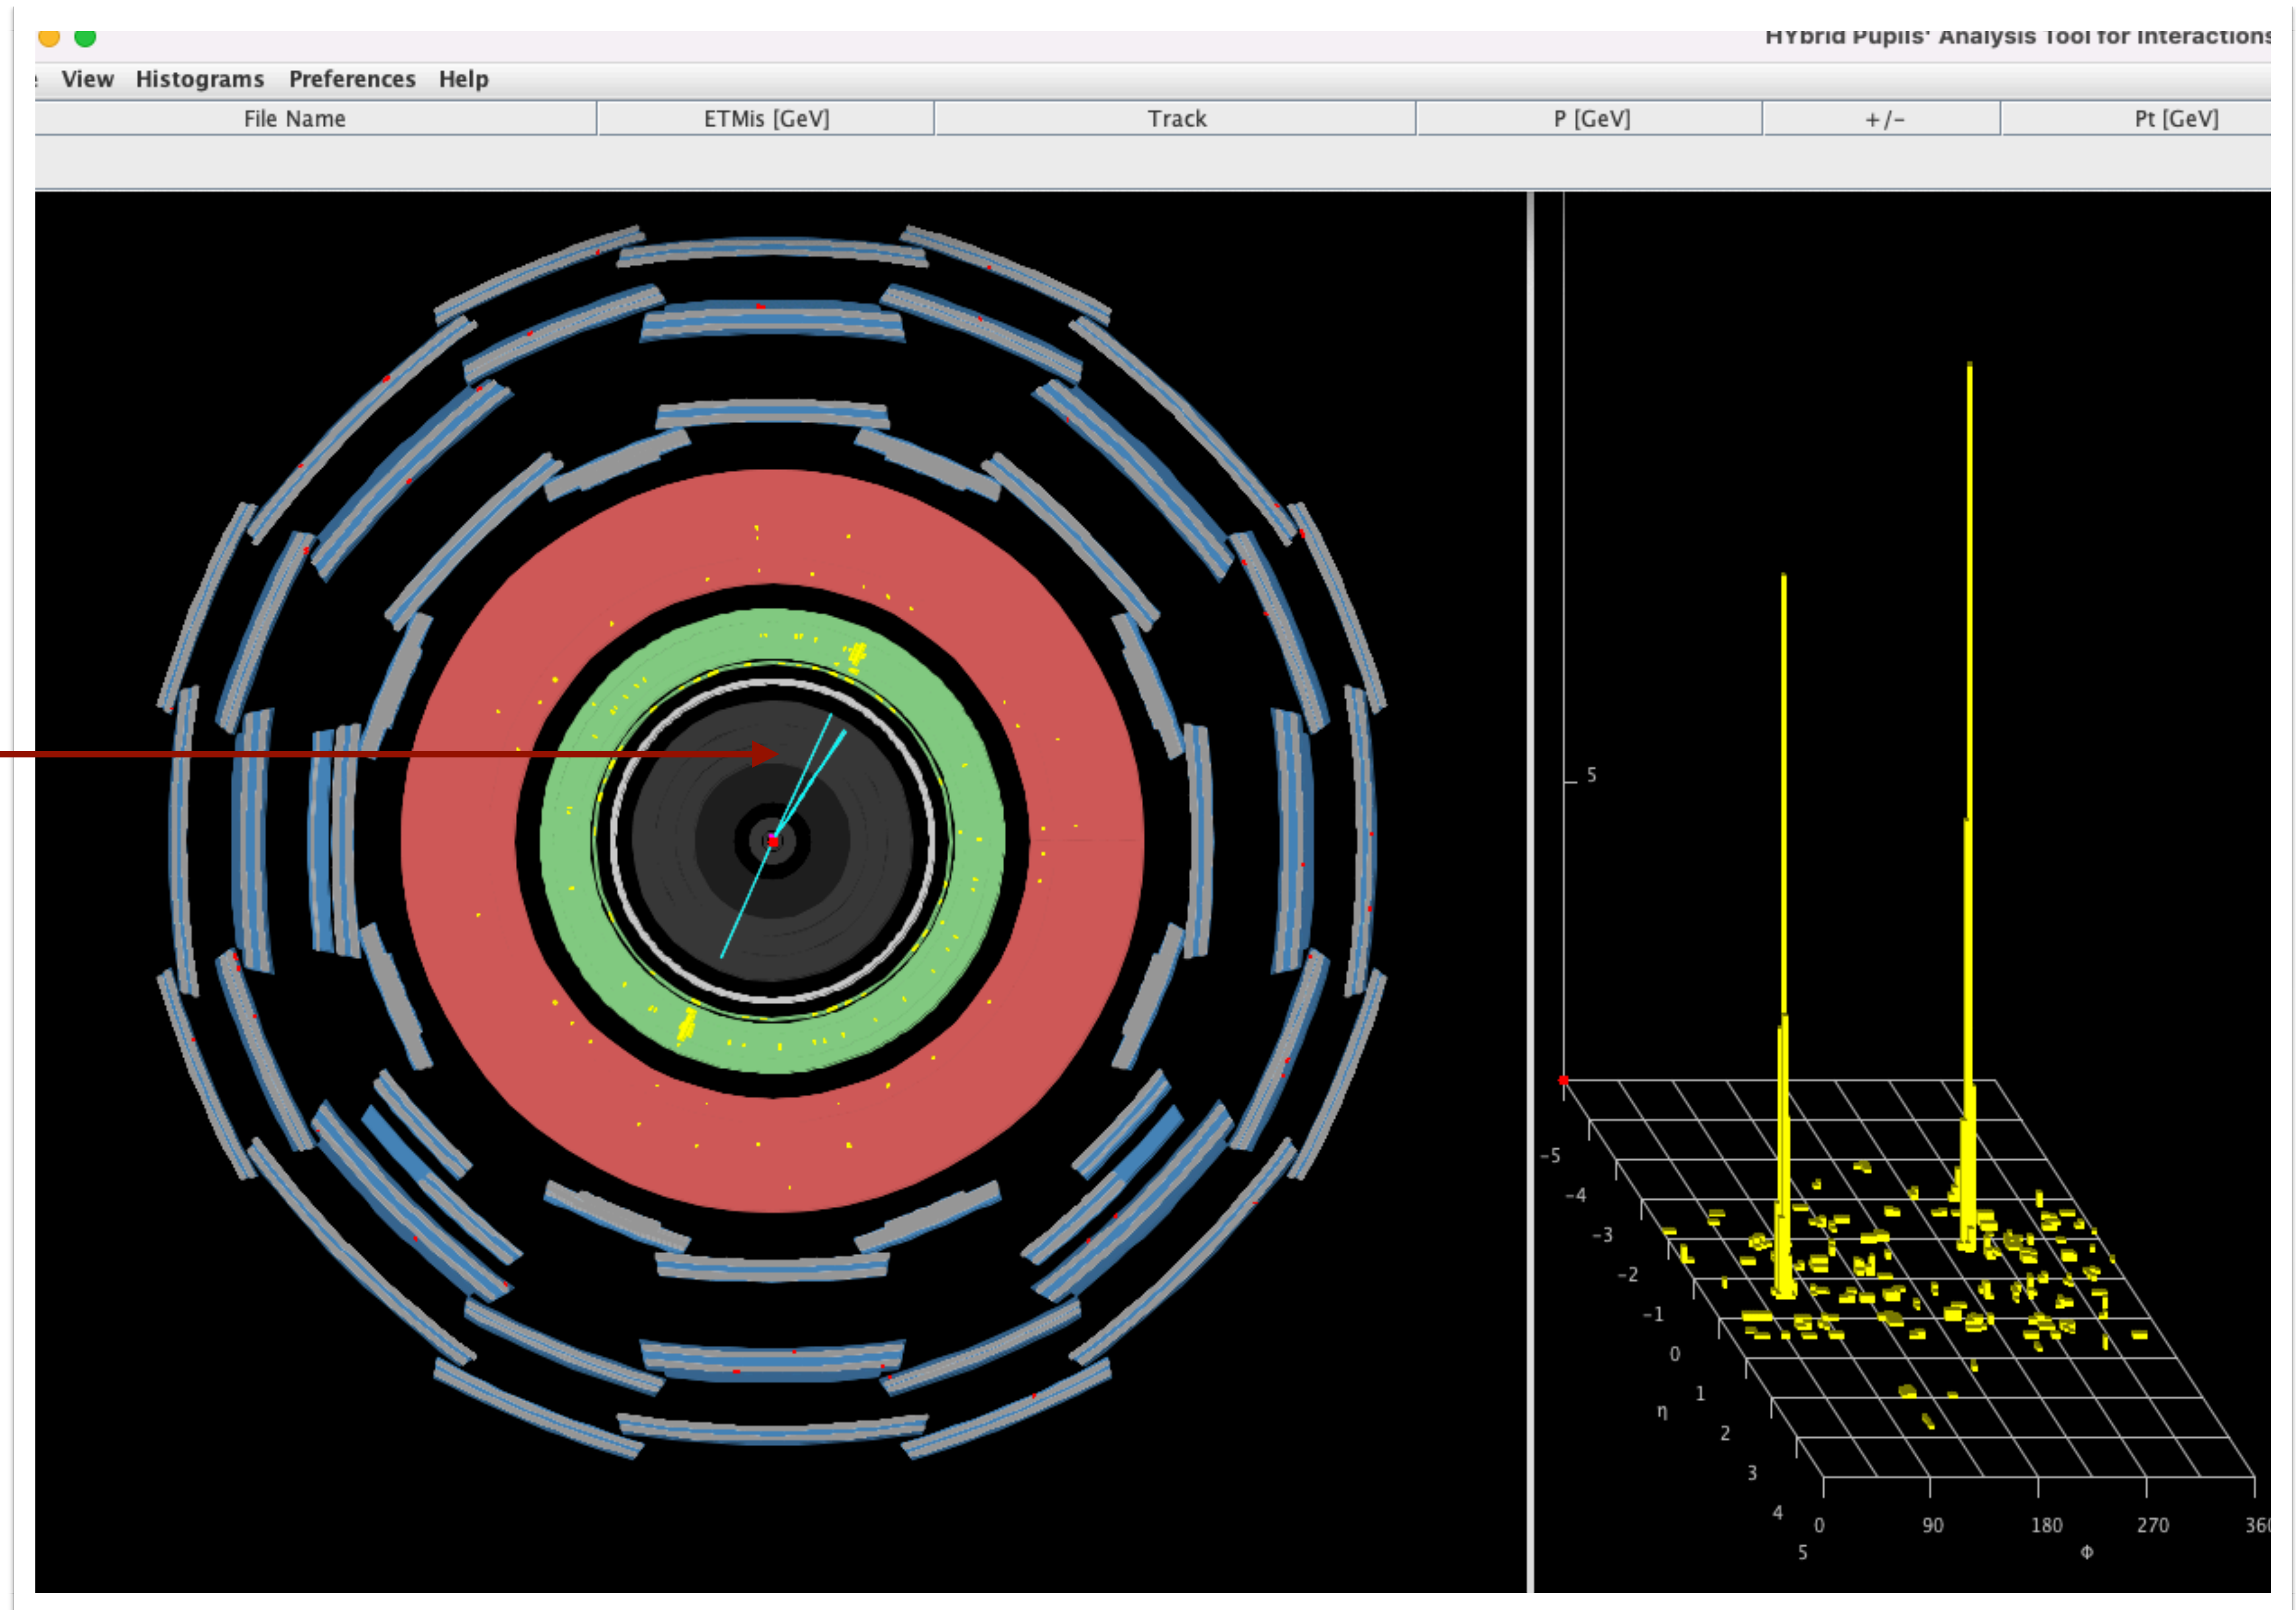 HYbrid Pupils' Analysis Tool for Interactions
View Histograms Preferences Help
File Name ETMis [GeV] Track P [GeV] +/- Pt [GeV]
5
-5
-4
-3
-2
-1
0
1
η
2
3
4
0 90 180 270 360
5 Φ